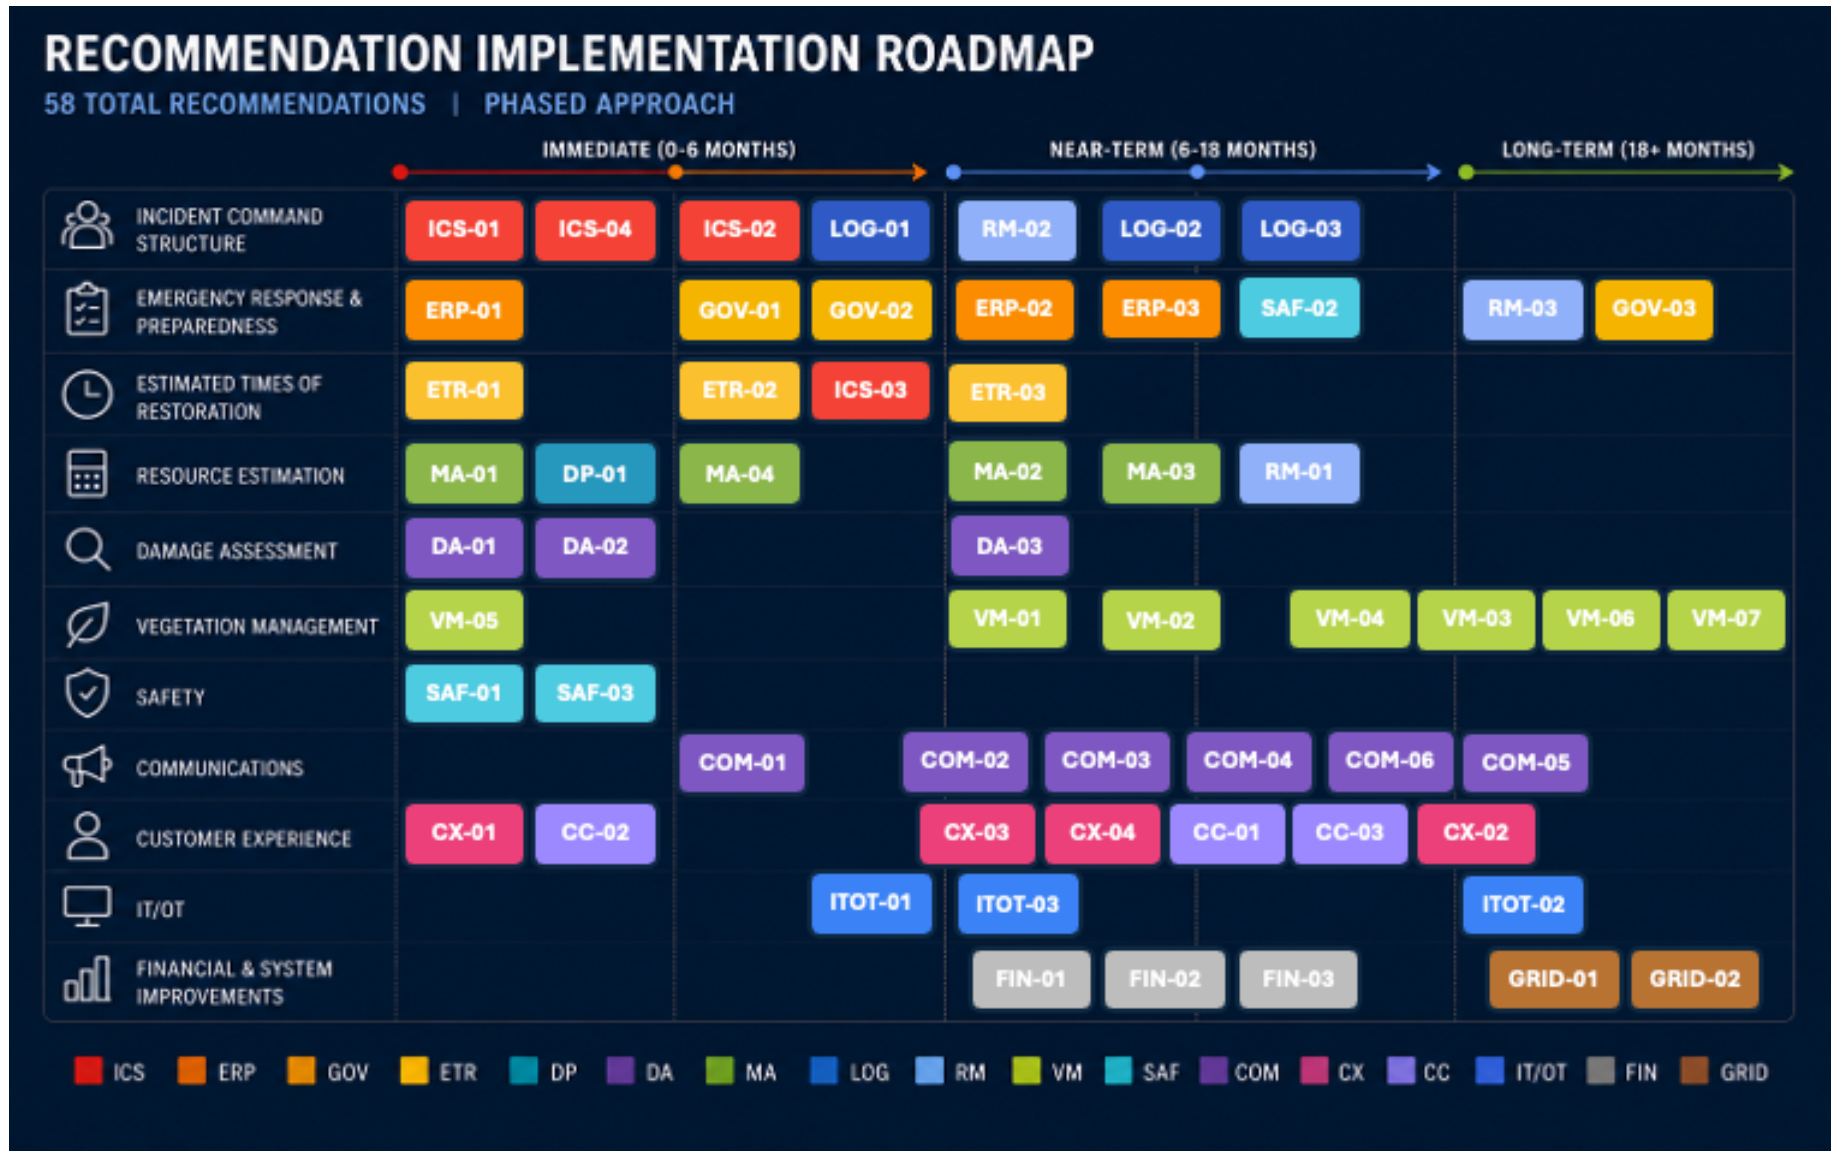 RECOMMENDATION IMPLEMENTATION ROADMAP
58 TOTAL RECOMMENDATIONS | PHASED APPROACH
IMMEDIATE (0-6 MONTHS) NEAR-TERM (6-18 MONTHS) LONG-TERM (18+ MONTHS)
INCIDENT COMMAND
STRUCTURE
ICS-01 ICS-04 ICS-02 LOG-01 RM-02 LOG-02 LOG-03
EMERGENCY RESPONSE &
PREPAREDNESS
ERP-01 GOV-01 GOV-02 ERP-02 ERP-03 SAF-02 RM-03 GOV-03
ESTIMATED TIMES OF
RESTORATION
ETR-01 ETR-02 ICS-03 ETR-03
RESOURCE ESTIMATION MA-01 DP-01 MA-04 MA-02 MA-03 RM-01
DAMAGE ASSESSMENT DA-01 DA-02 DA-03
VEGETATION MANAGEMENT VM-05 VM-01 VM-02 VM-04 VM-03 VM-06 VM-07
SAFETY SAF-01 SAF-03
COMMUNICATIONS COM-01 COM-02 COM-03 COM-04 COM-06 COM-05
CUSTOMER EXPERIENCE CX-01 CC-02 CX-03 CX-04 CC-01 CC-03 CX-02
IT/OT ITOT-01 ITOT-03 ITOT-02
FINANCIAL & SYSTEM
IMPROVEMENTS
FIN-01 FIN-02 FIN-03 GRID-01 GRID-02
ICS ERP GOV ETR DP DA MA LOG RM VM SAF COM CX CC IT/OT FIN GRID